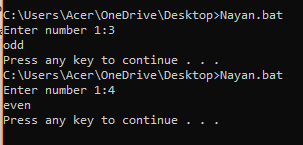 C:\Users\Acer\OneDrive\Desktop>Nayan.bat
Enter number 1:3
odd
Press any key to continue . . .
C:\Users\Acer\OneDrive\Desktop>Nayan.bat
Enter number 1:4
even
Press any key to continue . . .